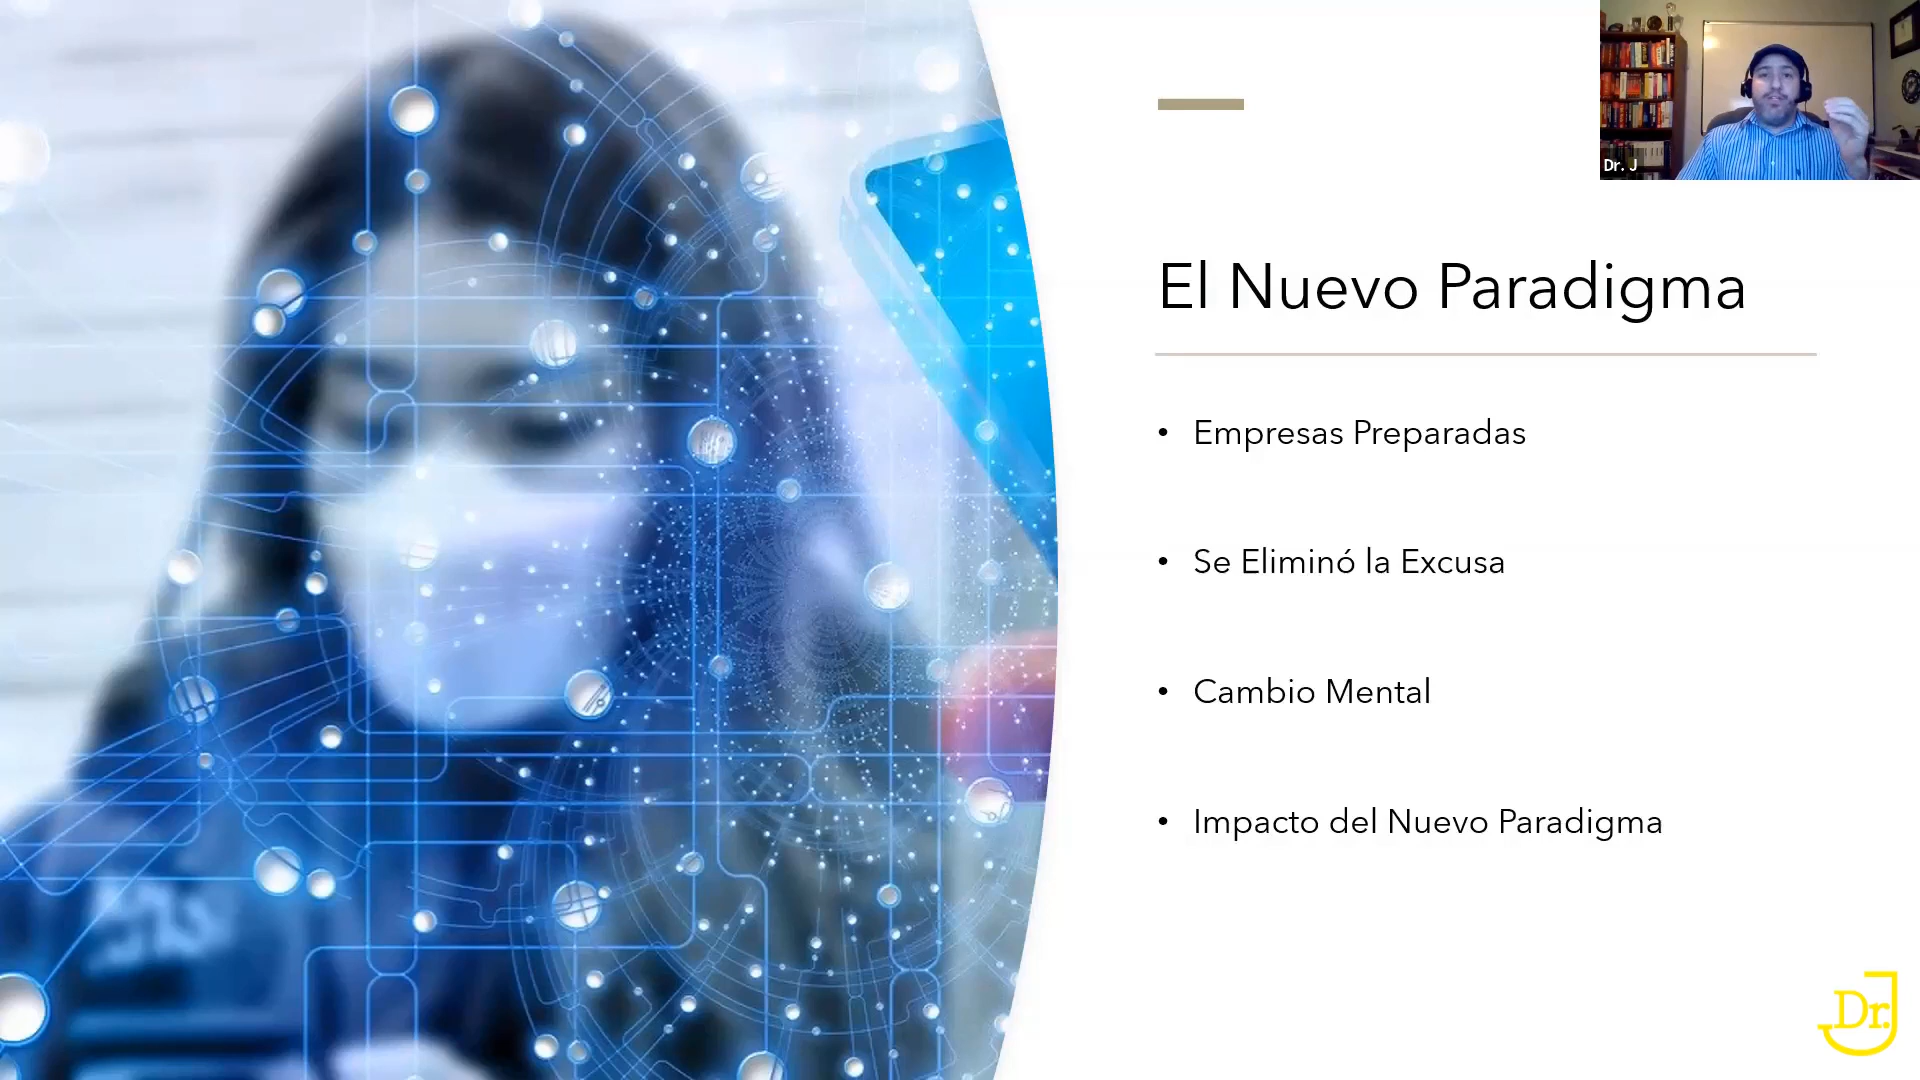 Dr. J
El Nuevo Paradigma
• Empresas Preparadas
• Se Eliminó la Excusa
• Cambio Mental
• Impacto del Nuevo Paradigma
Dr. J